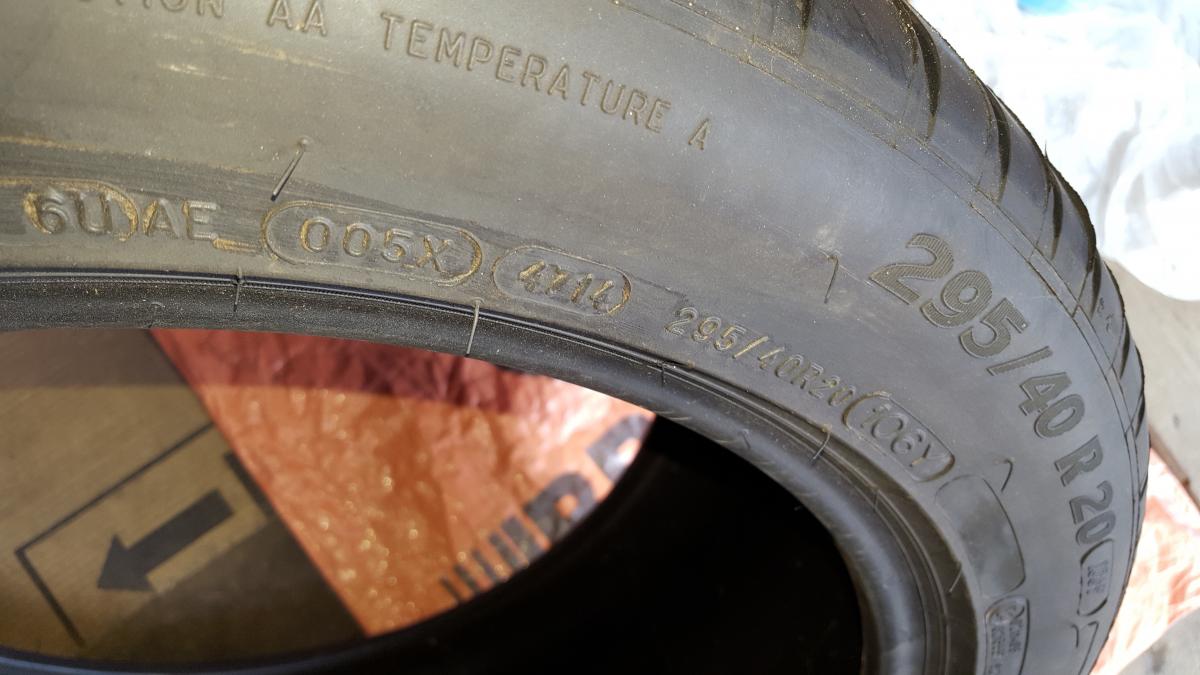 AA TEMPERATURE A
6U AE 005X 4714 295/40R20 106Y
295/40 R 20